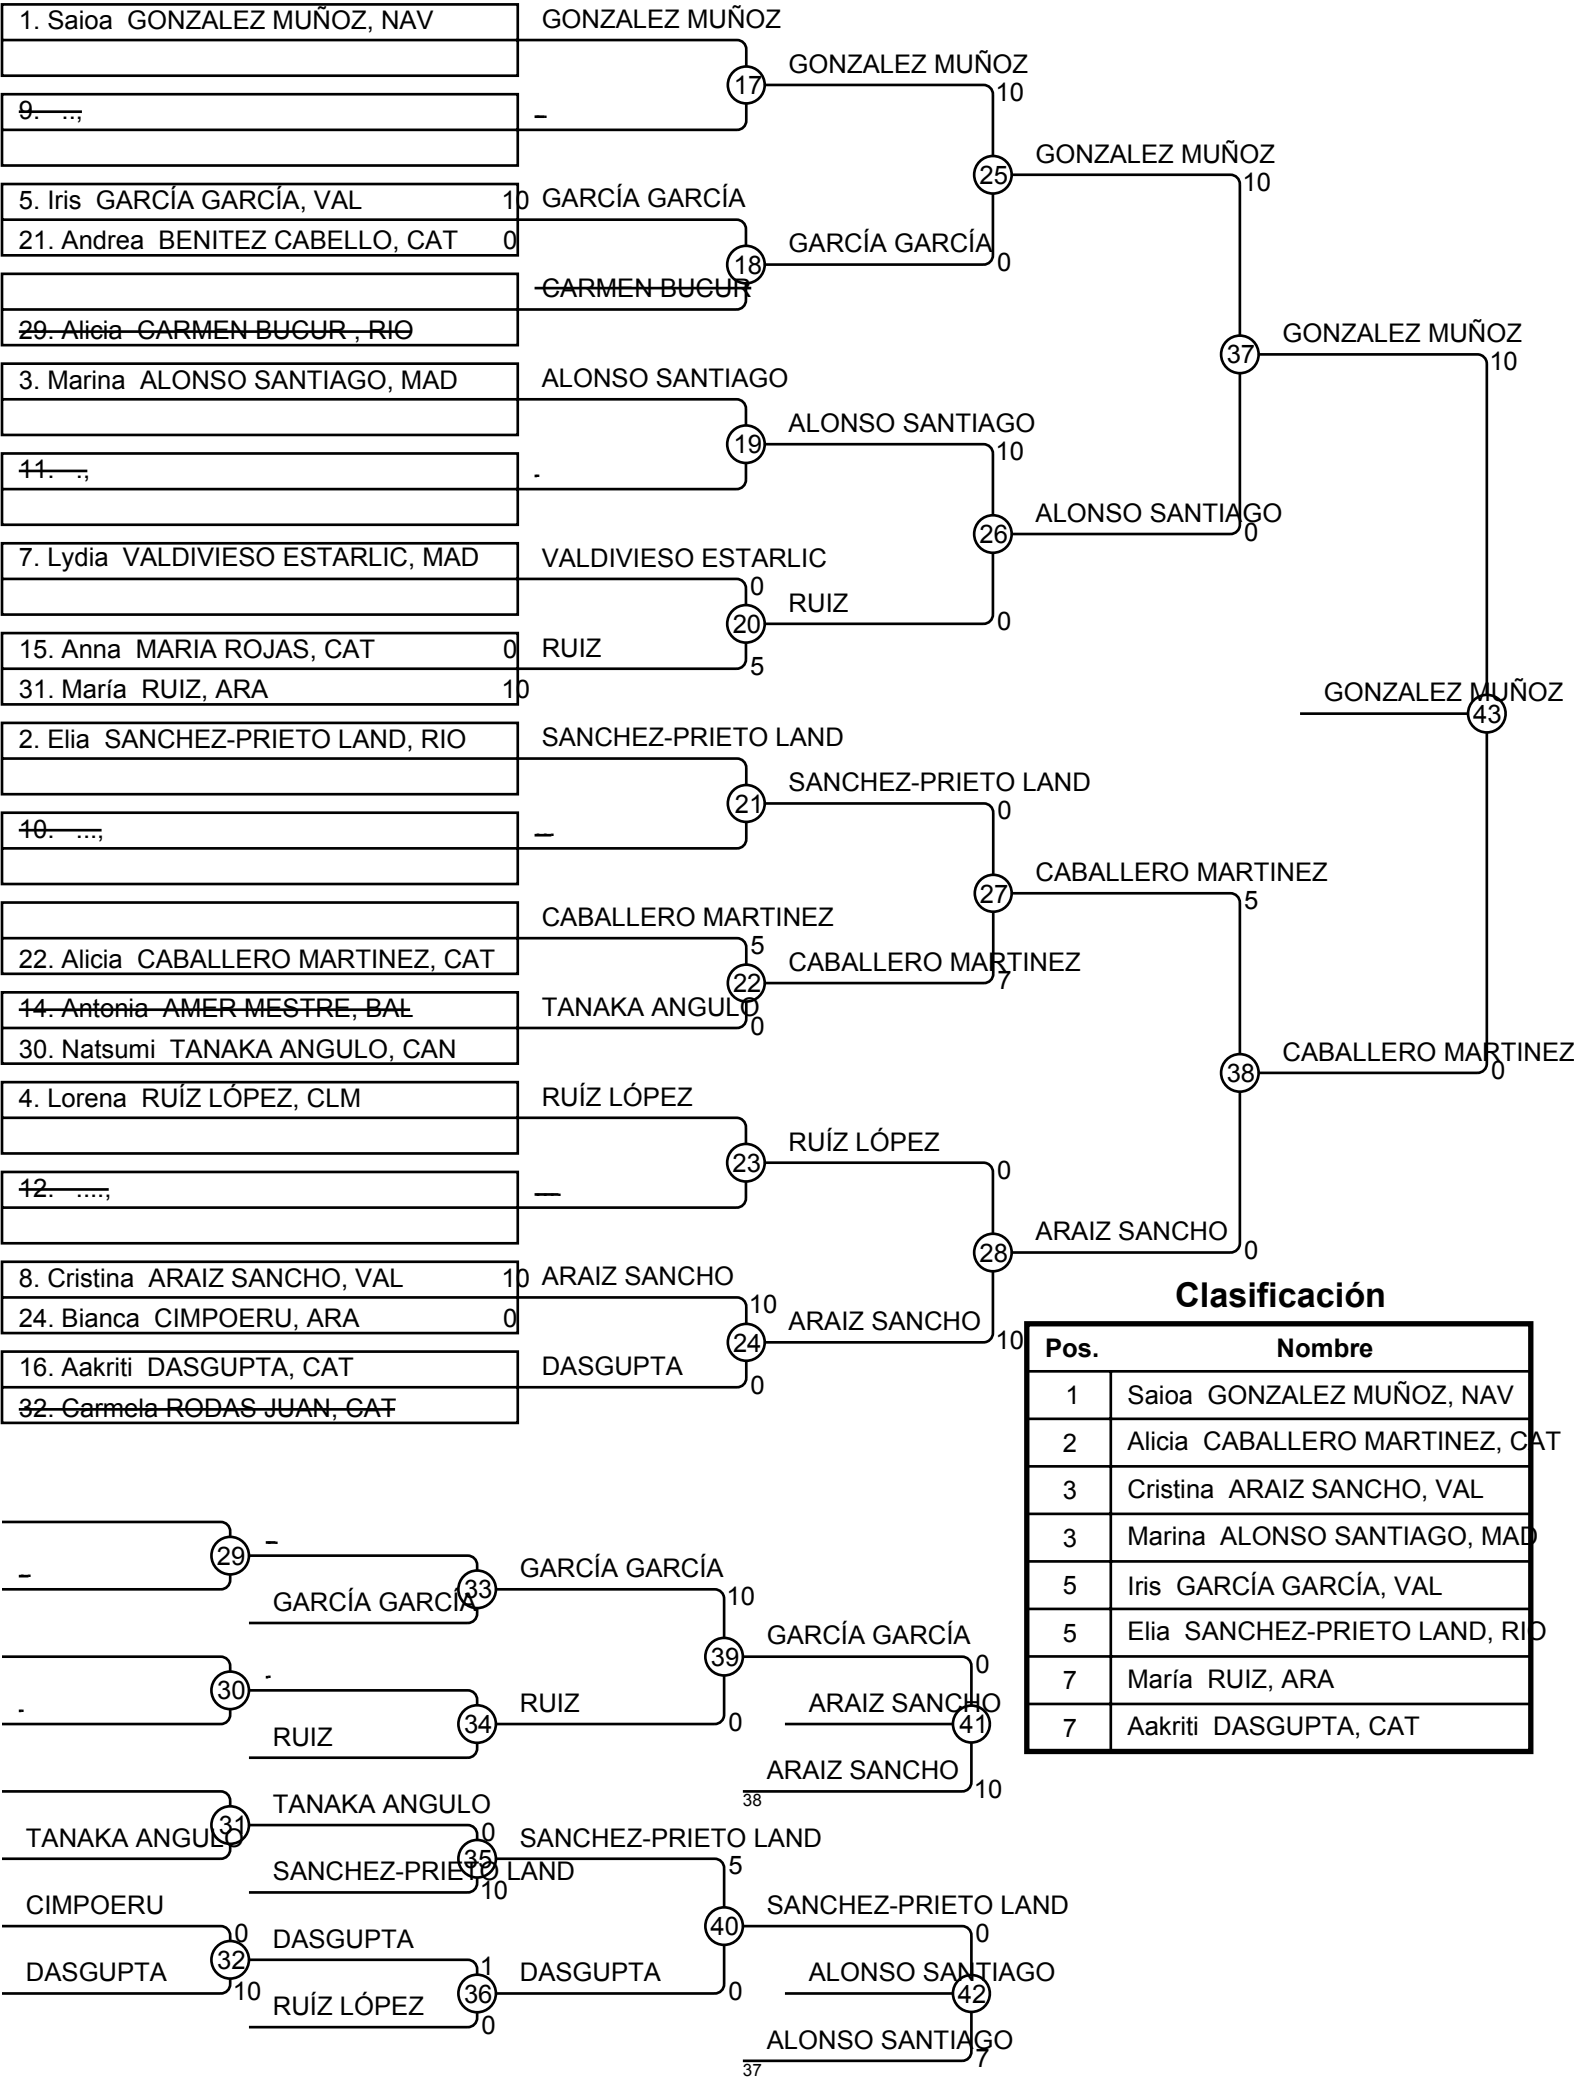 1. Saioa  GONZALEZ MUÑOZ, NAV
9.  ..,
5. Iris  GARCÍA GARCÍA, VAL 10
21. Andrea  BENITEZ CABELLO, CAT 0
29. Alicia  CARMEN BUCUR , RIO
3. Marina  ALONSO SANTIAGO, MAD
11.  .,
7. Lydia  VALDIVIESO ESTARLIC, MAD
15. Anna  MARIA ROJAS, CAT 0
31. María  RUIZ, ARA 10
2. Elia  SANCHEZ-PRIETO LAND, RIO
10.  ...,
22. Alicia  CABALLERO MARTINEZ, CAT
14. Antonia  AMER MESTRE, BAL
30. Natsumi  TANAKA ANGULO, CAN
4. Lorena  RUÍZ LÓPEZ, CLM
12.  ....,
8. Cristina  ARAIZ SANCHO, VAL 10
24. Bianca  CIMPOERU, ARA 0
16. Aakriti  DASGUPTA, CAT
32. Carmela RODAS JUAN, CAT
GONZALEZ MUÑOZ
17
GARCÍA GARCÍA
18
CARMEN BUCUR
ALONSO SANTIAGO
19
VALDIVIESO ESTARLIC
0
20
RUIZ
5
SANCHEZ-PRIETO LAND
21
CABALLERO MARTINEZ
5
22
TANAKA ANGULO
0
RUÍZ LÓPEZ
23
ARAIZ SANCHO
10
24
DASGUPTA
0
GONZALEZ MUÑOZ
10
25
GARCÍA GARCÍA
0
ALONSO SANTIAGO
10
26
RUIZ
0
SANCHEZ-PRIETO LAND
0
27
CABALLERO MARTINEZ
7
RUÍZ LÓPEZ
0
28
ARAIZ SANCHO
10
GONZALEZ MUÑOZ
10
37
ALONSO SANTIAGO
0
CABALLERO MARTINEZ
5
38
ARAIZ SANCHO
0
GONZALEZ MUÑOZ
10
GONZALEZ MUÑOZ
43
CABALLERO MARTINEZ
0
Clasificación
Pos. Nombre
1 Saioa  GONZALEZ MUÑOZ, NAV
2 Alicia  CABALLERO MARTINEZ, CAT
3 Cristina  ARAIZ SANCHO, VAL
3 Marina  ALONSO SANTIAGO, MAD
5 Iris  GARCÍA GARCÍA, VAL
5 Elia  SANCHEZ-PRIETO LAND, RIO
7 María  RUIZ, ARA
7 Aakriti  DASGUPTA, CAT
29
30
31
TANAKA ANGULO
CIMPOERU
0
32
DASGUPTA
10
33
GARCÍA GARCÍA
34
RUIZ
TANAKA ANGULO
0
35
SANCHEZ-PRIETO LAND
10
DASGUPTA
1
36
RUÍZ LÓPEZ
0
GARCÍA GARCÍA
10
39
RUIZ
0
SANCHEZ-PRIETO LAND
5
40
DASGUPTA
0
GARCÍA GARCÍA
0
ARAIZ SANCHO
41
ARAIZ SANCHO
10
38
SANCHEZ-PRIETO LAND
0
ALONSO SANTIAGO
42
ALONSO SANTIAGO
7
37